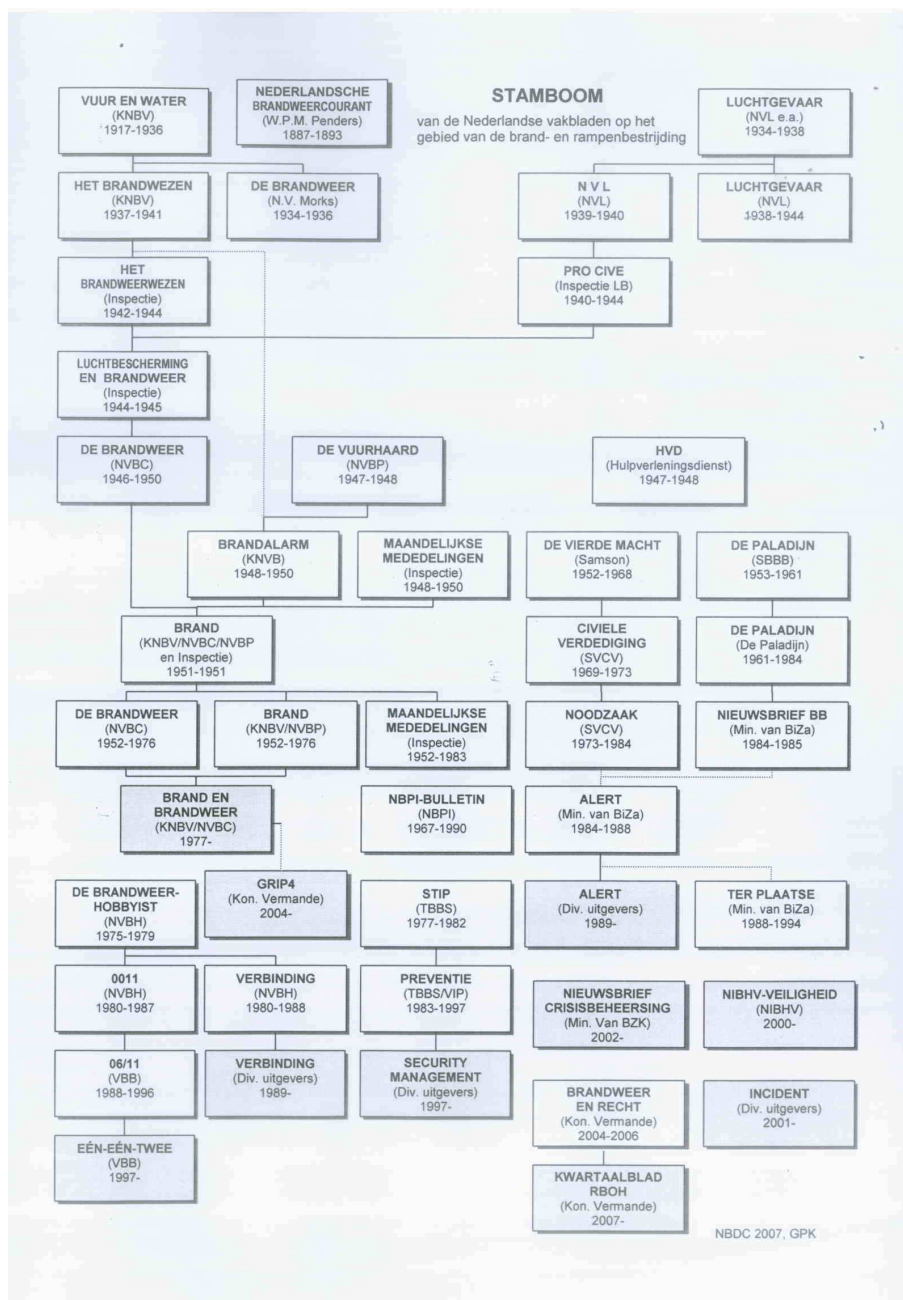 STAMBOOM
van de Nederlandse vakbladen op het
gebied van de brand- en rampenbestrijding
VUUR EN WATER
(KNBV)
1917-1936
NEDERLANDSCHE
BRANDWEERCOURANT
(W.P.M. Penders)
1887-1893
LUCHTGEVAAR
(NVL e.a.)
1934-1938
HET BRANDWEZEN
(KNBV)
1937-1941
DE BRANDWEER
(N.V. Morks)
1934-1936
N V L
(NVL)
1939-1940
LUCHTGEVAAR
(NVL)
1938-1944
HET
BRANDWEERWEZEN
(Inspectie)
1942-1944
PRO CIVE
(Inspectie LB)
1940-1944
LUCHTBESCHERMING
EN BRANDWEER
(Inspectie)
1944-1945
DE BRANDWEER
(NVBC)
1946-1950
DE VUURHAARD
(NVBP)
1947-1948
HVD
(Hulpverleningsdienst)
1947-1948
BRANDALARM
(KNVB)
1948-1950
MAANDELIJKSE
MEDEDELINGEN
(Inspectie)
1948-1950
DE VIERDE MACHT
(Samson)
1952-1968
DE PALADIJN
(SBBB)
1953-1961
BRAND
(KNBV/NVBC/NVBP
en Inspectie)
1951-1951
CIVIELE
VERDEDIGING
(SVCV)
1969-1973
DE PALADIJN
(De Paladijn)
1961-1984
DE BRANDWEER
(NVBC)
1952-1976
BRAND
(KNBV/NVBP)
1952-1976
MAANDELIJKSE
MEDEDELINGEN
(Inspectie)
1952-1983
NOODZAAK
(SVCV)
1973-1984
NIEUWSBRIEF BB
(Min. van BiZa)
1984-1985
BRAND EN
BRANDWEER
(KNBV/NVBC)
1977-
NBPI-BULLETIN
(NBPI)
1967-1990
ALERT
(Min. van BiZa)
1984-1988
DE BRANDWEER-
HOBBYIST
(NVBH)
1975-1979
GRIP4
(Kon. Vermande)
2004-
STIP
(TBBS)
1977-1982
ALERT
(Div. uitgevers)
1989-
TER PLAATSE
(Min. van BiZa)
1988-1994
0011
(NVBH)
1980-1987
VERBINDING
(NVBH)
1980-1988
PREVENTIE
(TBBS/VIP)
1983-1997
NIEUWSBRIEF
CRISISBEHEERSING
(Min. Van BZK)
2002-
NIBHV-VEILIGHEID
(NIBHV)
2000-
06/11
(VBB)
1988-1996
VERBINDING
(Div. uitgevers)
1989-
SECURITY
MANAGEMENT
(Div. uitgevers)
1997-
BRANDWEER
EN RECHT
(Kon. Vermande)
2004-2006
INCIDENT
(Div. uitgevers)
2001-
EÉN-EÉN-TWEE
(VBB)
1997-
KWARTAALBLAD
RBOH
(Kon. Vermande)
2007-
NBDC 2007, GPK